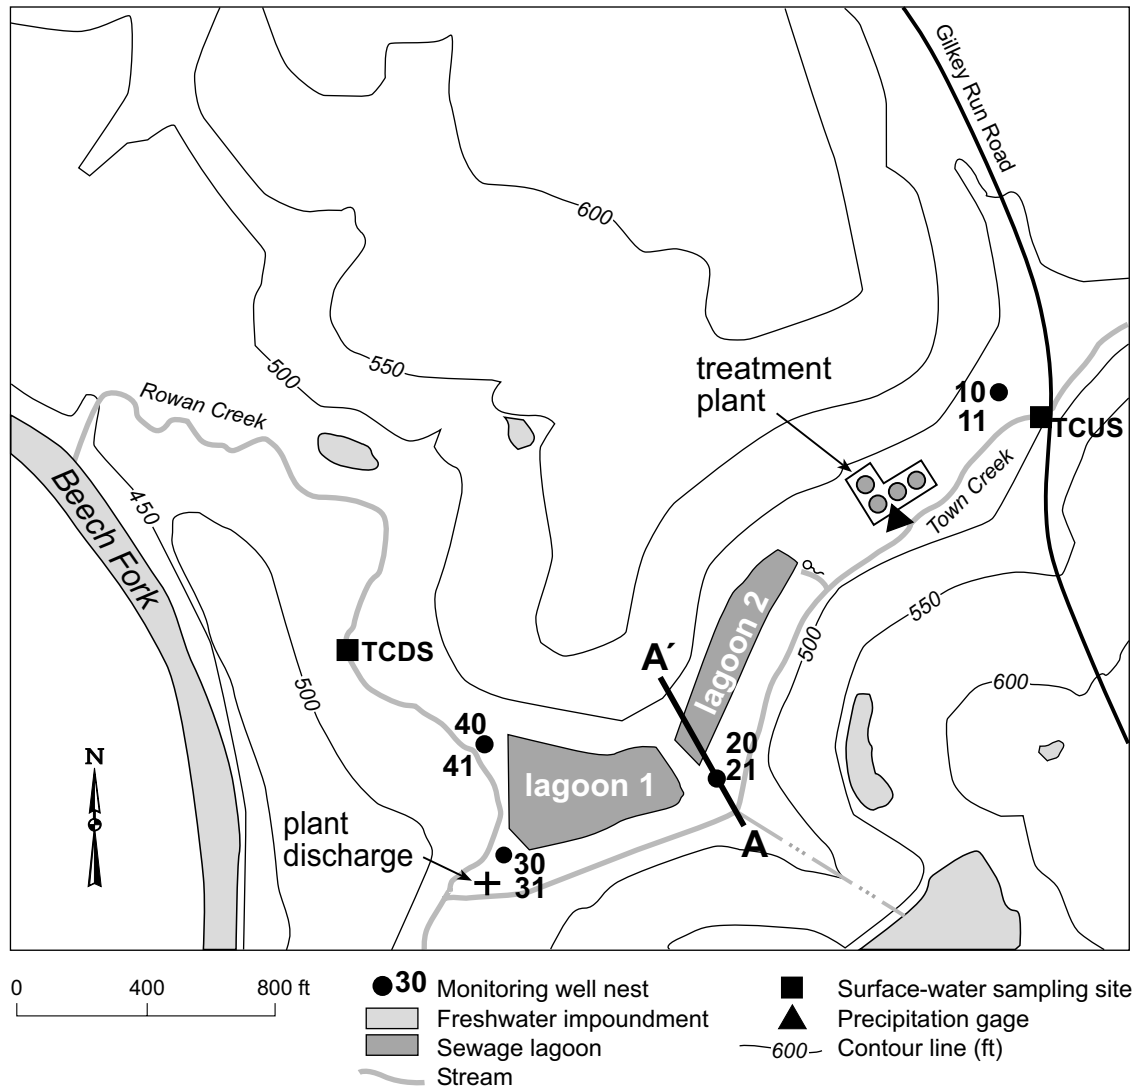 Gilkey Run Road
600
550
500
Rowan Creek
treatment
plant
10
11
TCUS
Town Creek
Beech Fork
450
lagoon 2
500
550
A´
TCDS
500
600
40
41
20
21
lagoon 1
N
plant
discharge
A
30
31
0 400 800 ft
30 Monitoring well nest
Freshwater impoundment
Sewage lagoon
Stream
Surface-water sampling site
Precipitation gage
600 Contour line (ft)